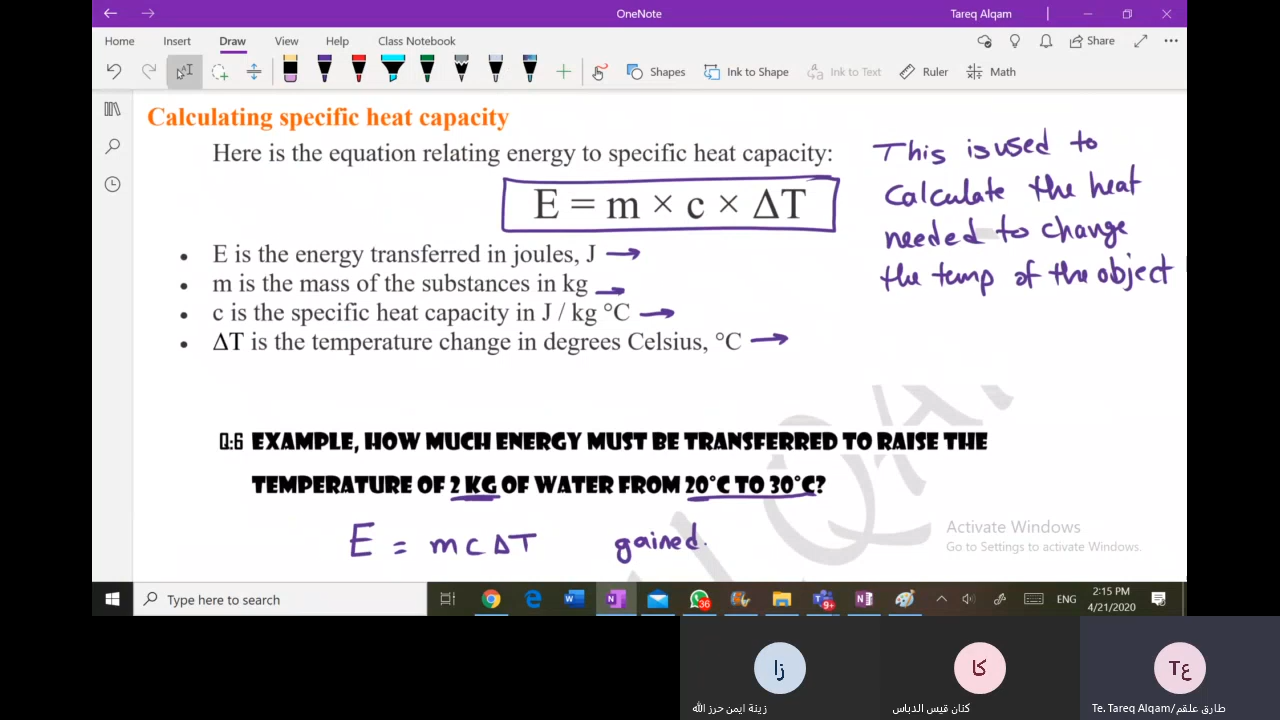 OneNote
Tareq Alqam
Home Insert Draw View Help Class Notebook Share
Shapes Ink to Shape Ink to Text Ruler Math
Calculating specific heat capacity
Here is the equation relating energy to specific heat capacity:
E = m × c × ΔT
• E is the energy transferred in joules, J →
• m is the mass of the substances in kg →
• c is the specific heat capacity in J / kg °C →
• ΔT is the temperature change in degrees Celsius, °C →
This is used to
Calculate the heat
needed to change
the temp of the object
Q:6 EXAMPLE, HOW MUCH ENERGY MUST BE TRANSFERRED TO RAISE THE
TEMPERATURE OF 2 KG OF WATER FROM 20°C TO 30°C?
E = mcΔT gained.
Activate Windows
Go to Settings to activate Windows.
Type here to search
36
9+
ENG
2:15 PM
4/21/2020
زا
كا
Tع
زينة ايمن حرز الله
كنان قيس الدباس
Te. Tareq Alqam/طارق علقم